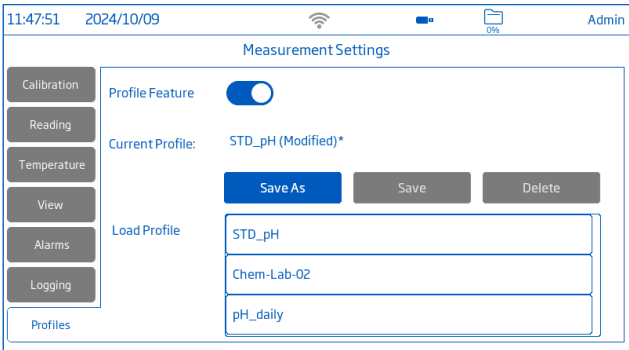 11:47:51 2024/10/09 0% Admin
Measurement Settings
Calibration
Reading
Temperature
View
Alarms
Logging
Profiles
Profile Feature
Current Profile: STD_pH (Modified)*
Save As Save Delete
Load Profile
STD_pH
Chem-Lab-02
pH_daily